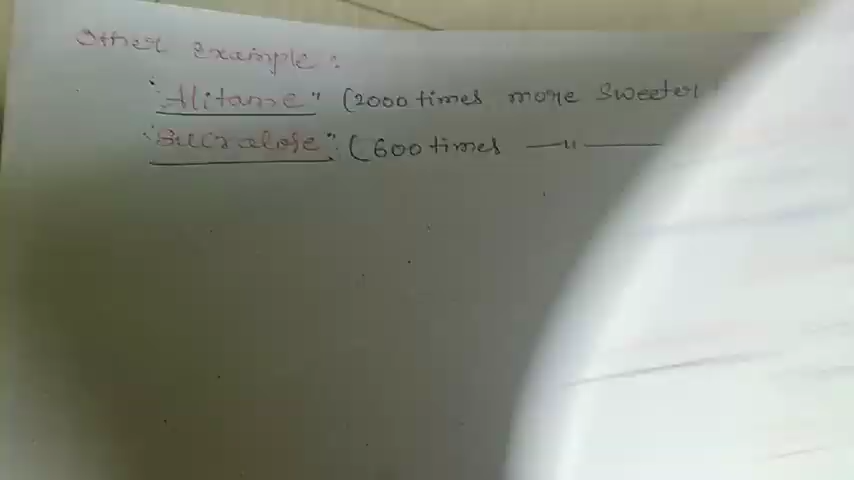 Other example :
"Alitame" (2000 times more sweeter
"Sucralose" (600 times —"—